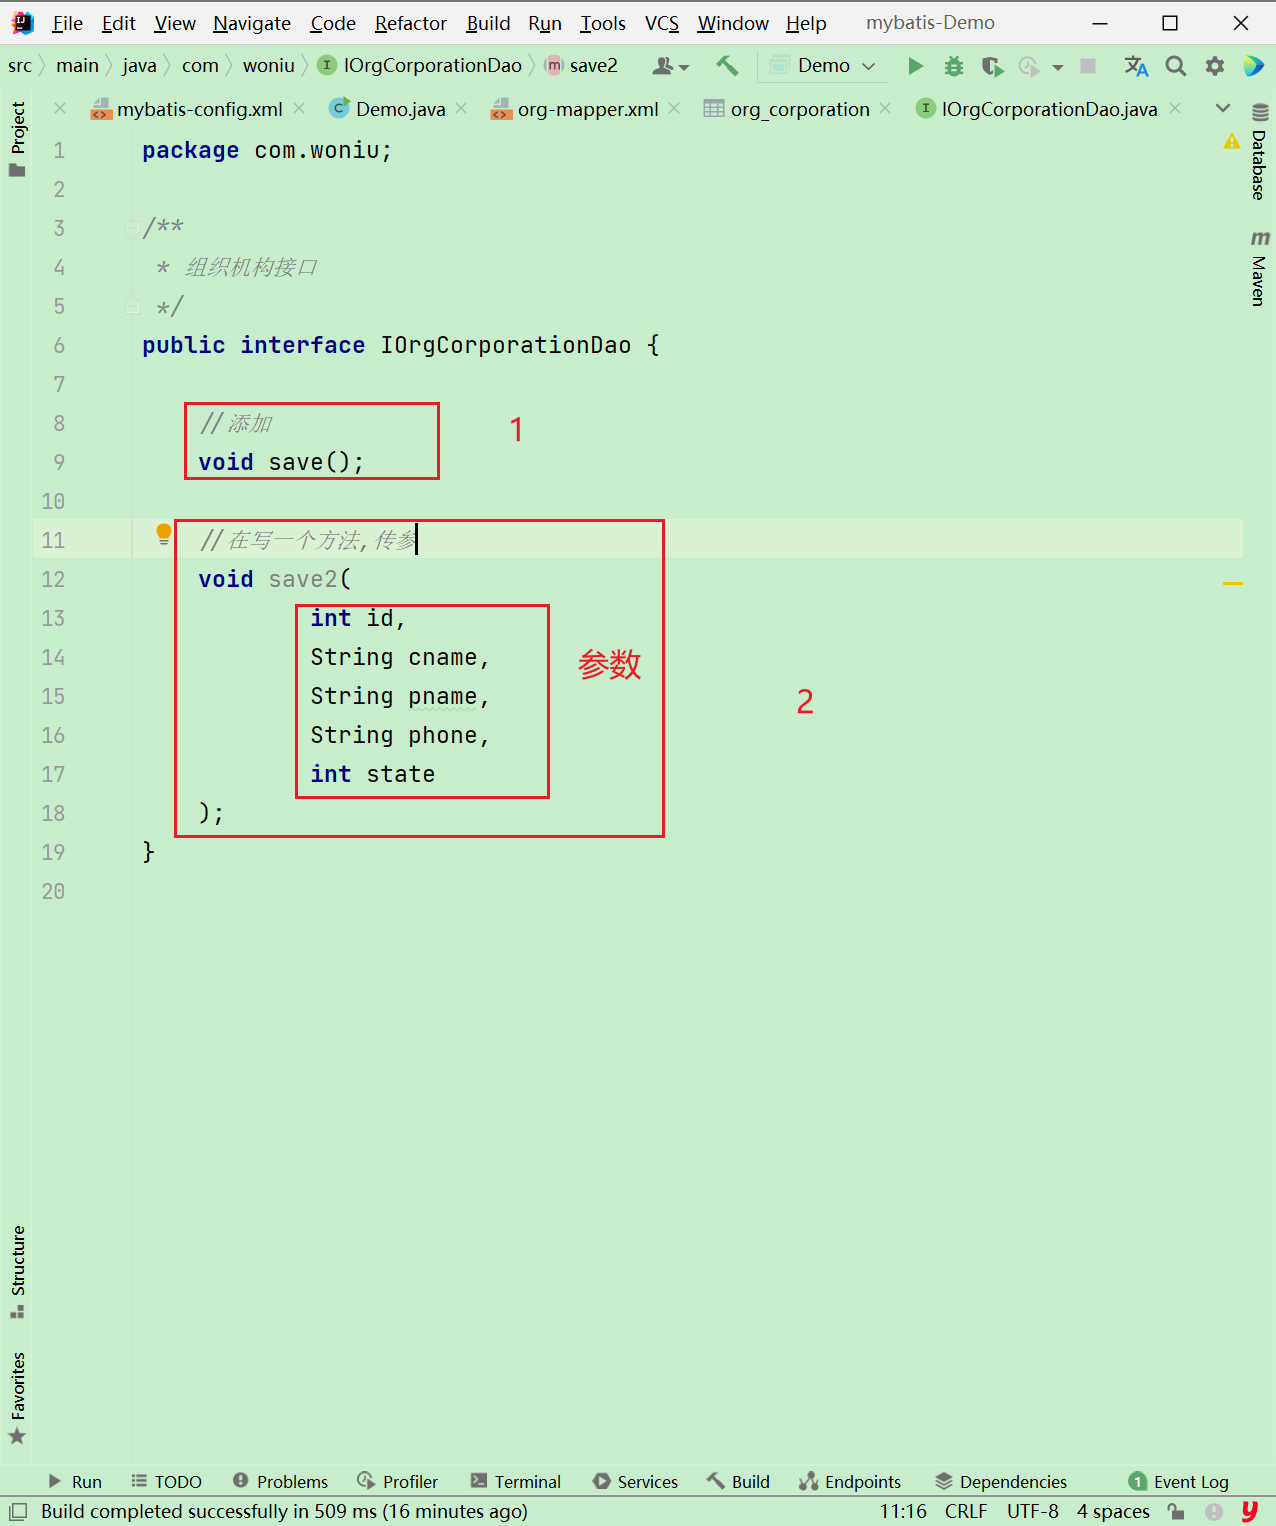 File Edit View Navigate Code Refactor Build Run Tools VCS Window Help mybatis-Demo
src main java com woniu IOrgCorporationDao save2 Demo
mybatis-config.xml Demo.java org-mapper.xml org_corporation IOrgCorporationDao.java
Project
Database
Maven
Structure
Favorites
1 package com.woniu;
2
3 /**
4 * 组织机构接口
5 */
6 public interface IOrgCorporationDao {
7
8 //添加
9 void save();
1
10
11 //在写一个方法,传参
12 void save2(
13 int id,
14 String cname,
参数
15 String pname,
2
16 String phone,
17 int state
18 );
19 }
20
Run TODO Problems Profiler Terminal Services Build Endpoints Dependencies 1 Event Log
Build completed successfully in 509 ms (16 minutes ago) 11:16 CRLF UTF-8 4 spaces